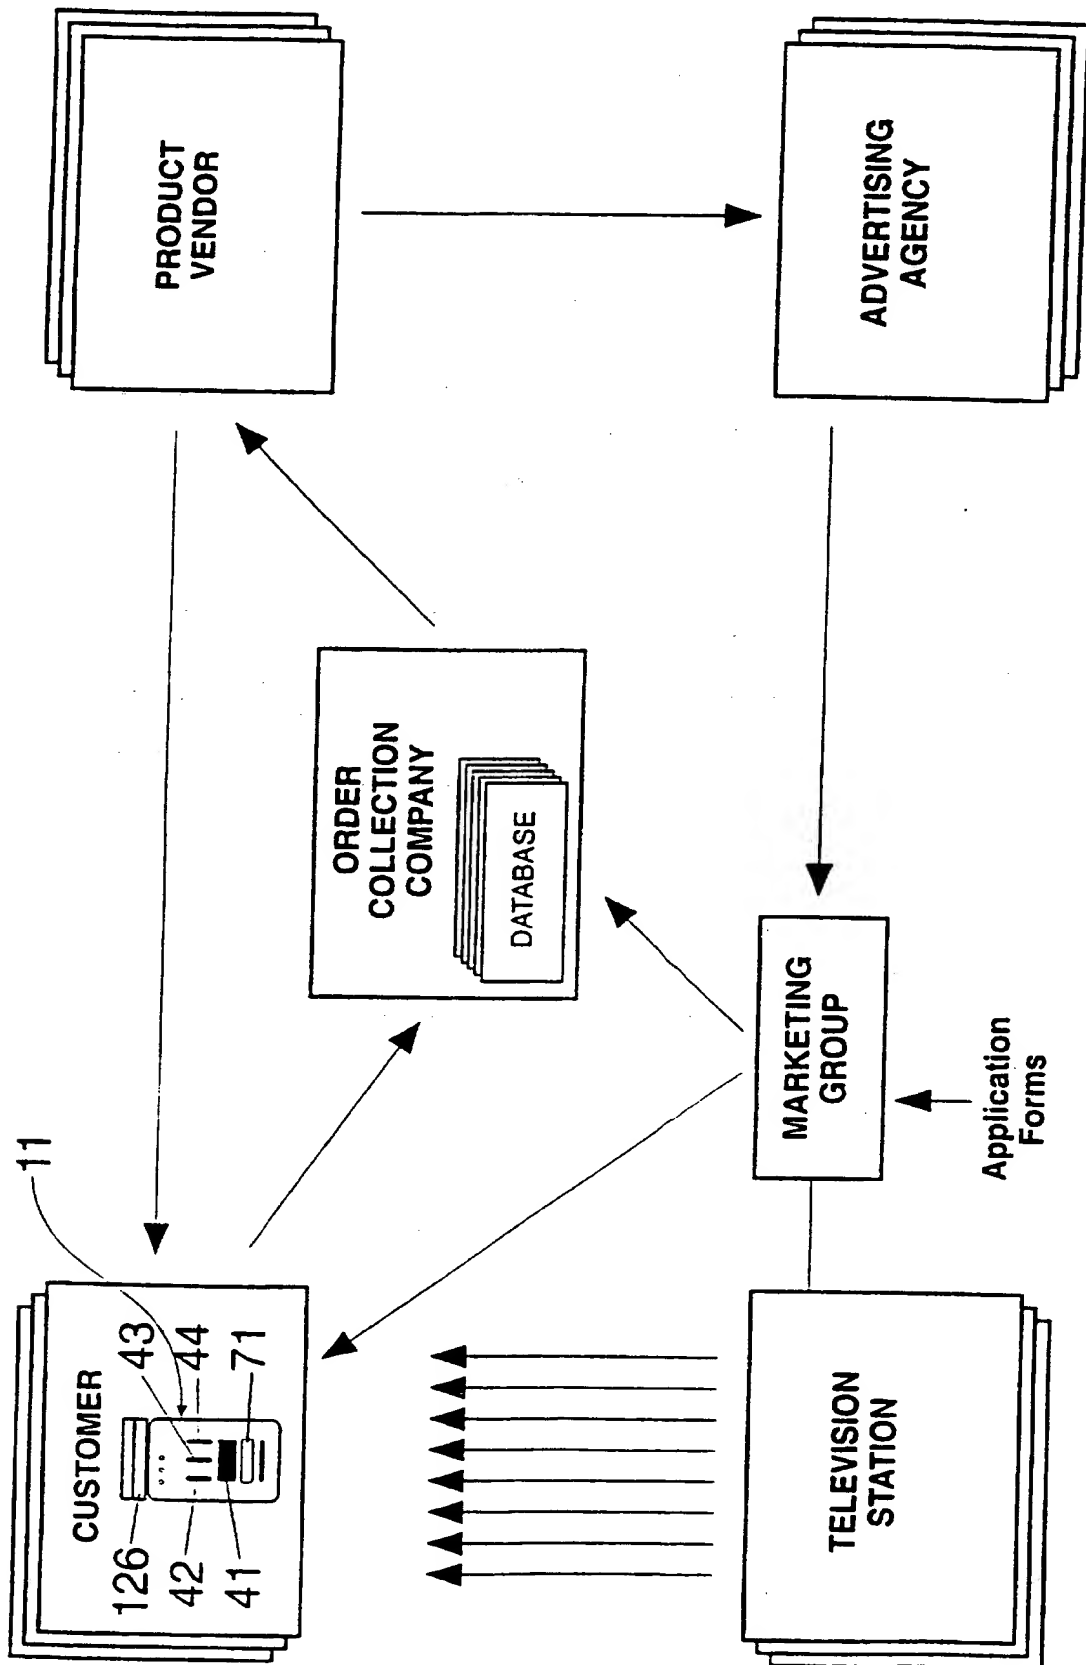 CUSTOMER
11
126
42
41
43
44
71
PRODUCT
VENDOR
ORDER
COLLECTION
COMPANY
DATABASE
TELEVISION
STATION
MARKETING
GROUP
Application
Forms
ADVERTISING
AGENCY